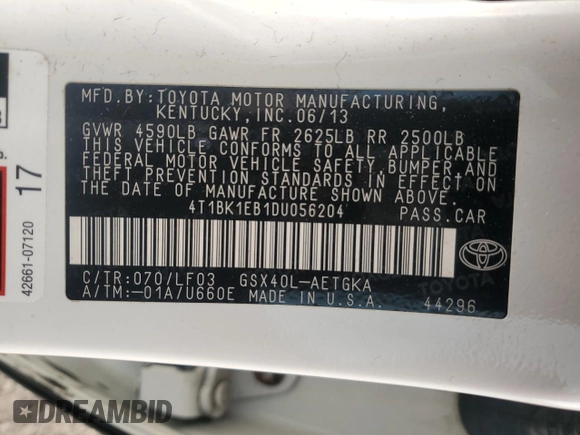 MFD. BY: TOYOTA MOTOR MANUFACTURING,
KENTUCKY, INC. 06/13
GVWR 4590LB GAWR FR 2625LB RR 2500LB
THIS VEHICLE CONFORMS TO ALL APPLICABLE
FEDERAL MOTOR VEHICLE SAFETY, BUMPER, AND
THEFT PREVENTION STANDARDS IN EFFECT ON
THE DATE OF MANUFACTURE SHOWN ABOVE.
4T1BK1EB1DU056204 PASS.CAR
C/TR:070/LF03 GSX40L-AETGKA
A/TM:-01A/U660E MADE IN U.S.A. 44296
TOYOTA
42661-07120 17
DREAMBID